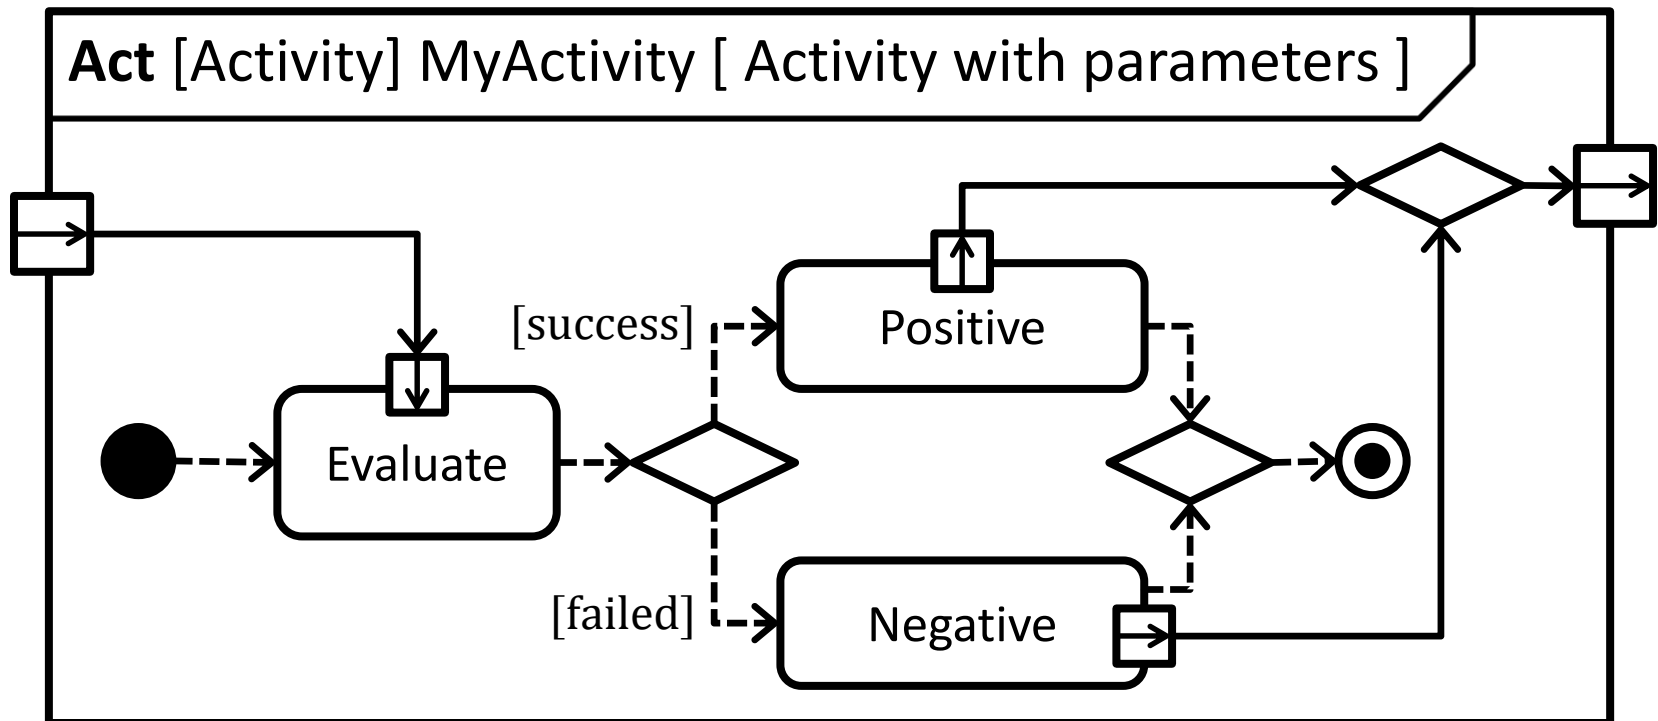 Act [Activity] MyActivity [ Activity with parameters ]
[success]
Positive
Evaluate
[failed]
Negative